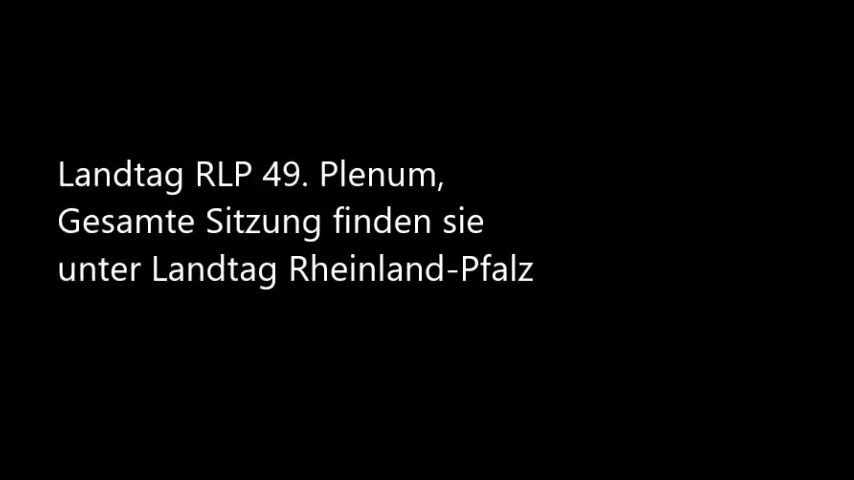 Landtag RLP 49. Plenum,
Gesamte Sitzung finden sie
unter Landtag Rheinland-Pfalz